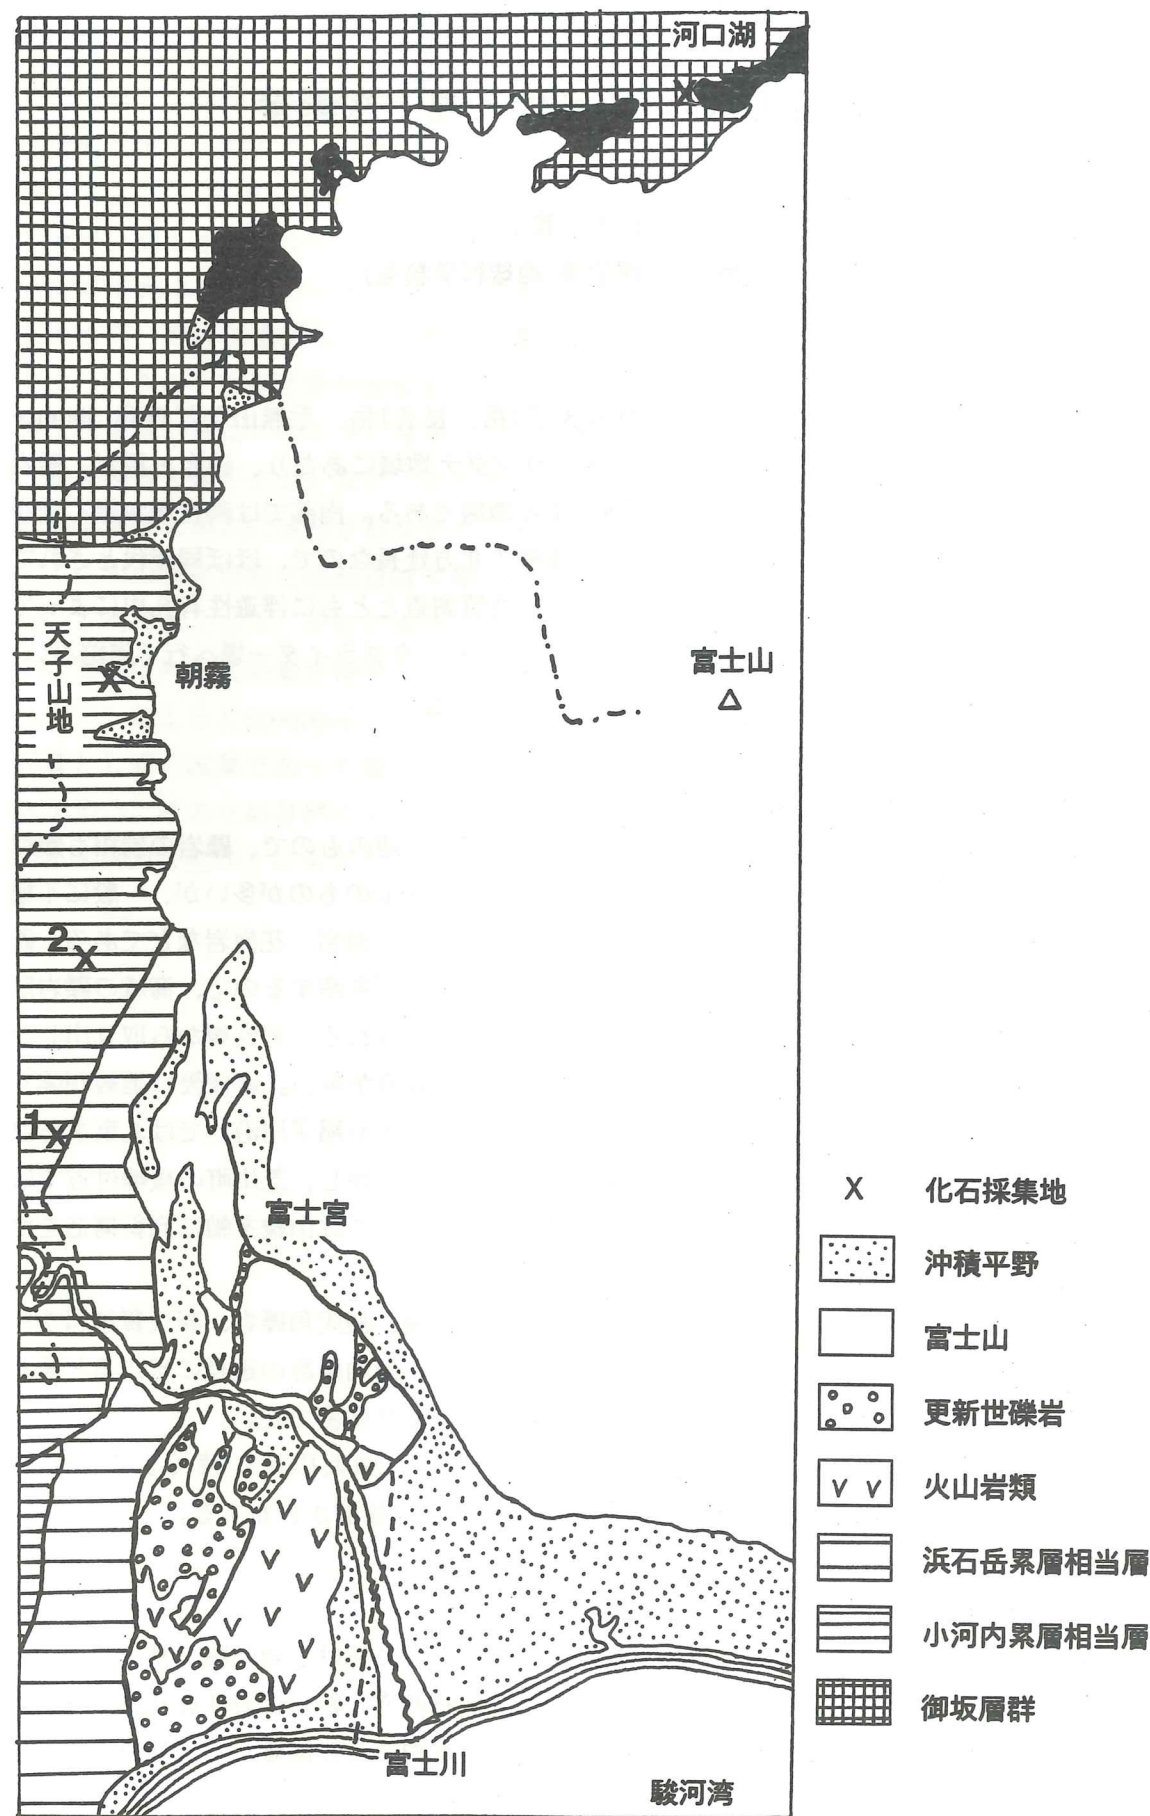 河口湖
X
天子山地
X
朝霧
富士山
2
X
1
X
富士宮
富士川
駿河湾
X 化石採集地
沖積平野
富士山
更新世礫岩
火山岩類
浜石岳累層相当層
小河内累層相当層
御坂層群